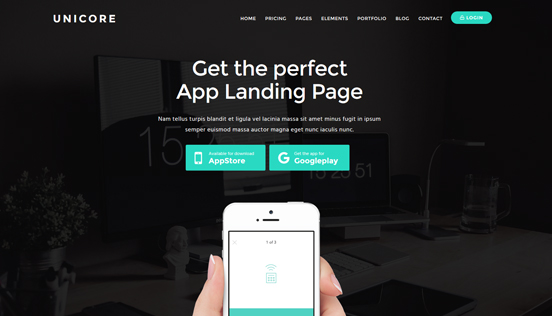 UNICORE
HOME PRICING PAGES ELEMENTS PORTFOLIO BLOG CONTACT LOGIN
Get the perfect
App Landing Page
Nam tellus turpis blandit et ligula vel lacinia massa sit amet minus fugit in ipsum
semper euismod massa auctor magna eget nunc iaculis nunc.
Available for download
AppStore
Get the app for
Googleplay
1 of 3